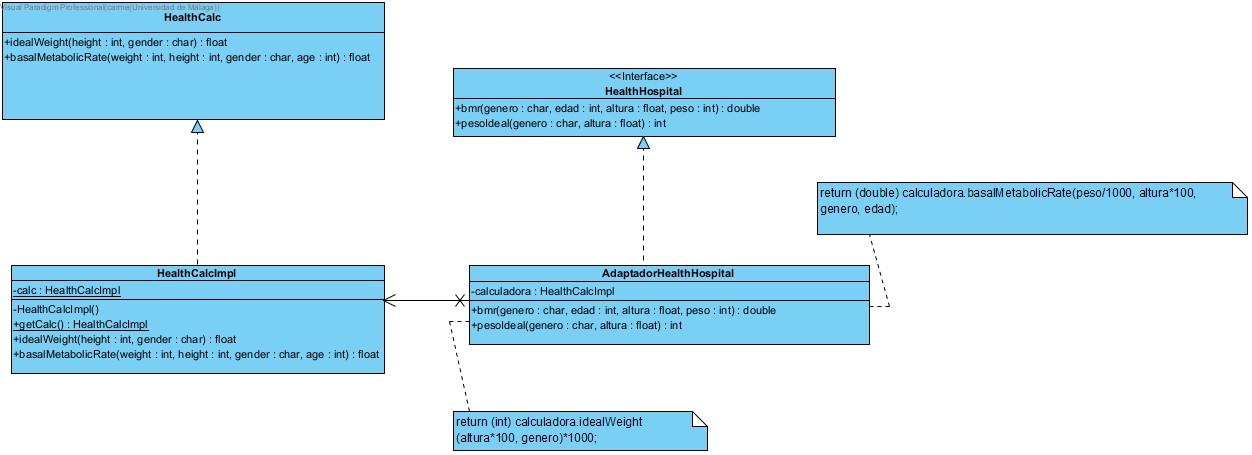 Visual Paradigm Professional(carme(Universidad de Málaga))
HealthCalc
+idealWeight(height : int, gender : char) : float
+basalMetabolicRate(weight : int, height : int, gender : char, age : int) : float
<<Interface>>
HealthHospital
+bmr(genero : char, edad : int, altura : float, peso : int) : double
+pesoIdeal(genero : char, altura : float) : int
return (double) calculadora.basalMetabolicRate(peso/1000, altura*100,
genero, edad);
HealthCalcImpl
-calc : HealthCalcImpl
-HealthCalcImpl()
+getCalc() : HealthCalcImpl
+idealWeight(height : int, gender : char) : float
+basalMetabolicRate(weight : int, height : int, gender : char, age : int) : float
AdaptadorHealthHospital
-calculadora : HealthCalcImpl
+bmr(genero : char, edad : int, altura : float, peso : int) : double
+pesoIdeal(genero : char, altura : float) : int
return (int) calculadora.idealWeight
(altura*100, genero)*1000;